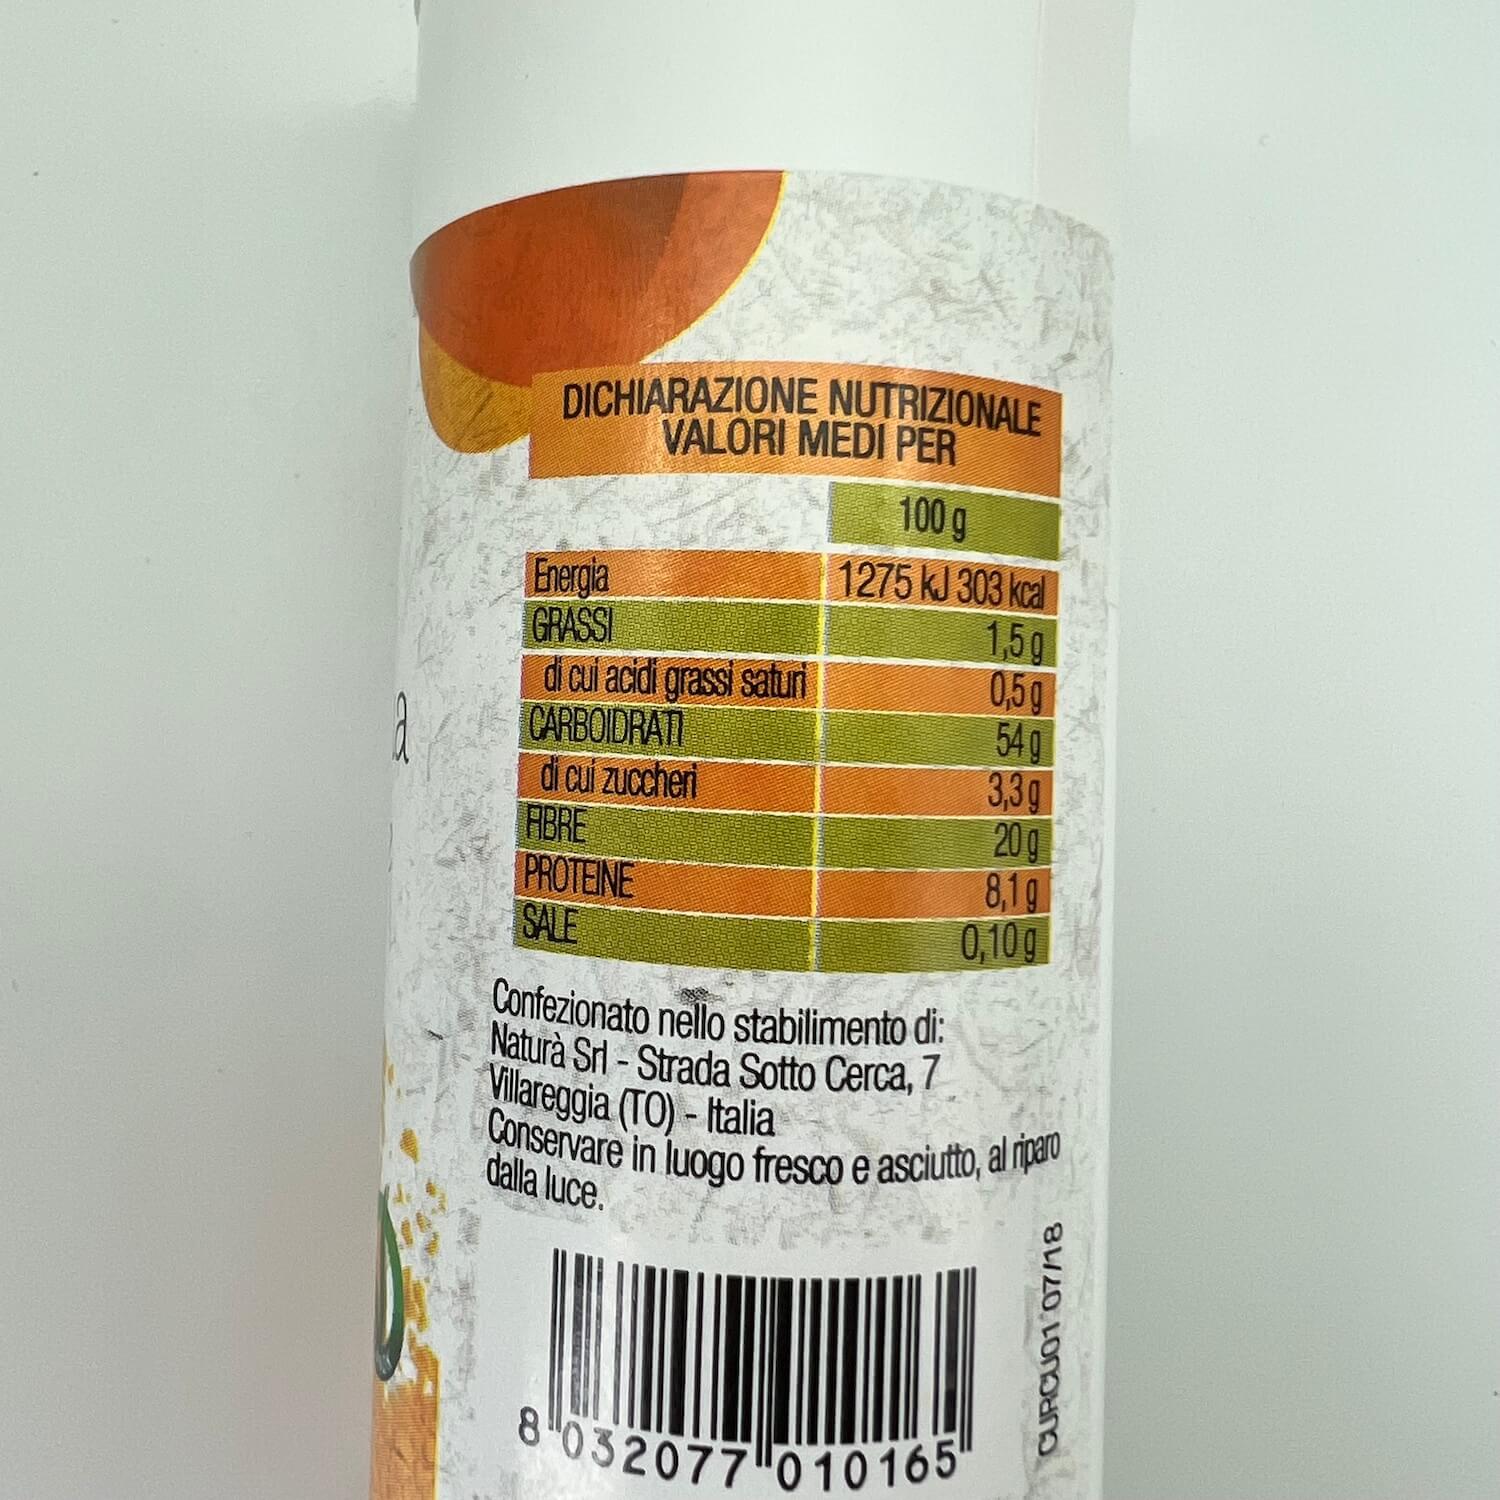 DICHIARAZIONE NUTRIZIONALE
VALORI MEDI PER
100 g
Energia 1275 kJ 303 kcal
GRASSI 1,5 g
di cui acidi grassi saturi 0,5 g
CARBOIDRATI 54 g
di cui zuccheri 3,3 g
FIBRE 20 g
PROTEINE 8,1 g
SALE 0,10 g
Confezionato nello stabilimento di:
Naturà Srl - Strada Sotto Cerca, 7
Villareggia (TO) - Italia
Conservare in luogo fresco e asciutto, al riparo
dalla luce.
8 032077 010165
CURCU01 07/18